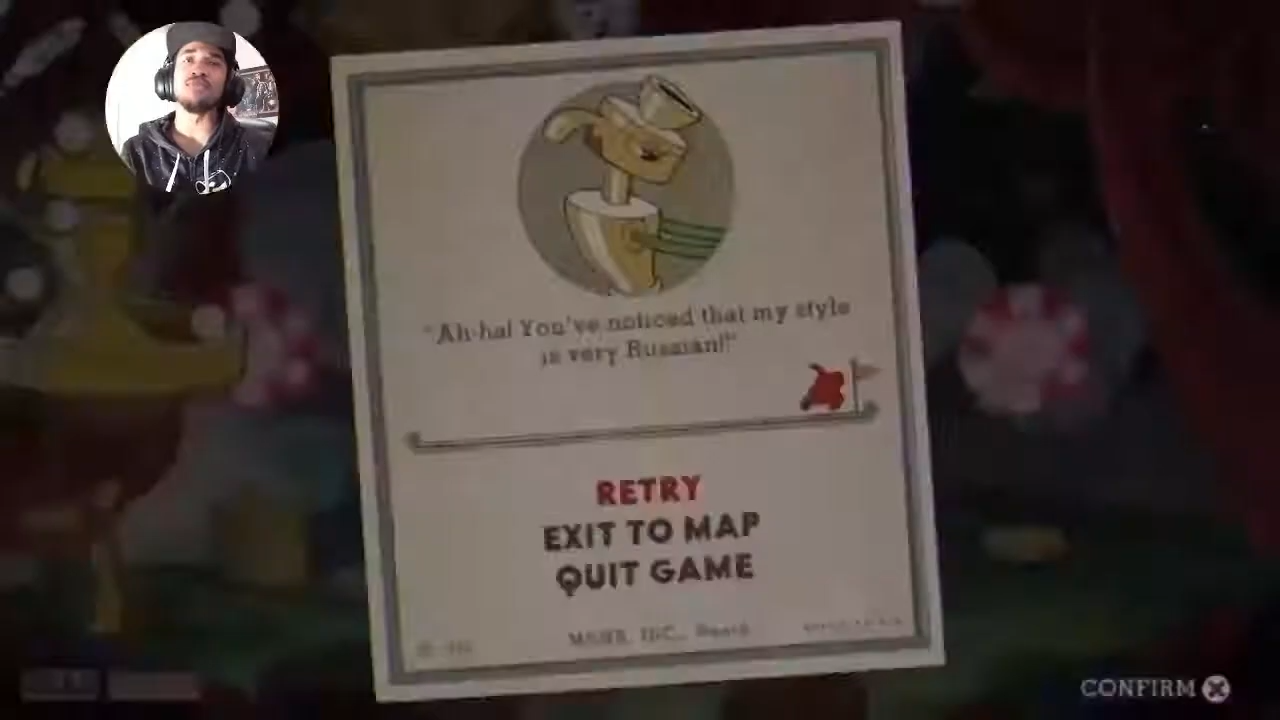 "Ah-ha! You've noticed that my style
is very Russian!"
RETRY
EXIT TO MAP
QUIT GAME
CONFIRM